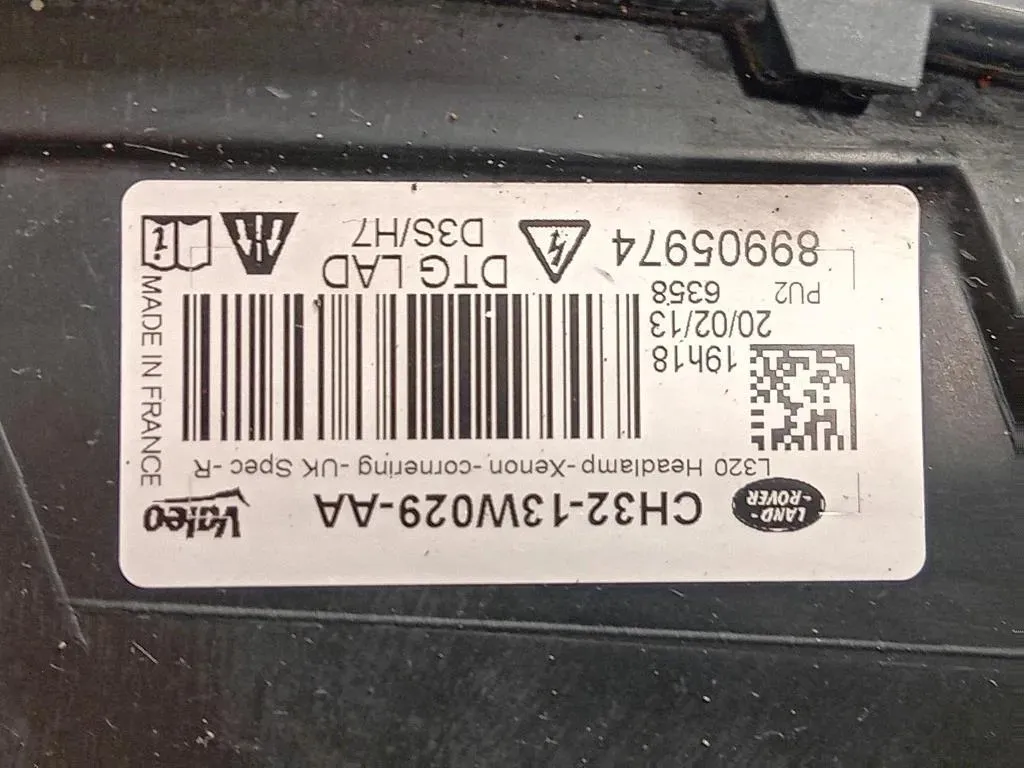 LAND-
-ROVER
CH32-13W029-AA
Valeo
L320 Headlamp -Xenon -cornering -UK Spec -R
19h18
20/02/13
PU2 6358
89905974
DTG LAD
D3S/H7
i
MADE IN FRANCE